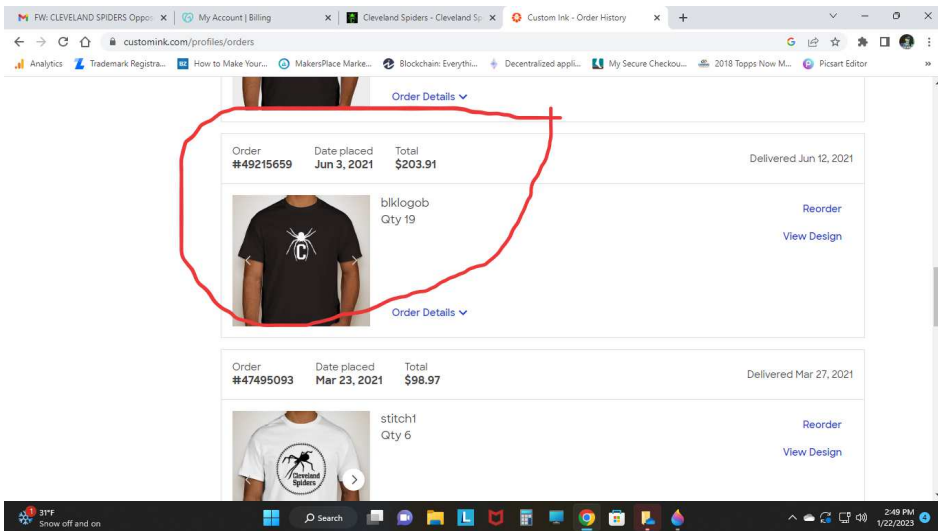 FW: CLEVELAND SPIDERS Oppos
My Account | Billing
Cleveland Spiders - Cleveland Sp
Custom Ink - Order History
customink.com/profiles/orders
Analytics
Trademark Registra...
How to Make Your...
MakersPlace Marke...
Blockchain: Everythi...
Decentralized appli...
My Secure Checkou...
2018 Topps Now M...
Picsart Editor
Order Details
Order
#49215659
Date placed
Jun 3, 2021
Total
$203.91
Delivered Jun 12, 2021
C
blklogob
Qty 19
Reorder
View Design
Order Details
Order
#47495093
Date placed
Mar 23, 2021
Total
$98.97
Delivered Mar 27, 2021
Cleveland
Spiders
stitch1
Qty 6
Reorder
View Design
1
31°F
Snow off and on
Search
L
2:49 PM
1/22/2023
4